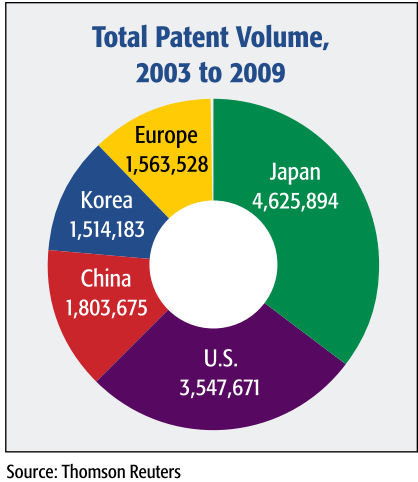 Total Patent Volume,
2003 to 2009
Europe
1,563,528
Japan
4,625,894
Korea
1,514,183
China
1,803,675
U.S.
3,547,671
Source: Thomson Reuters